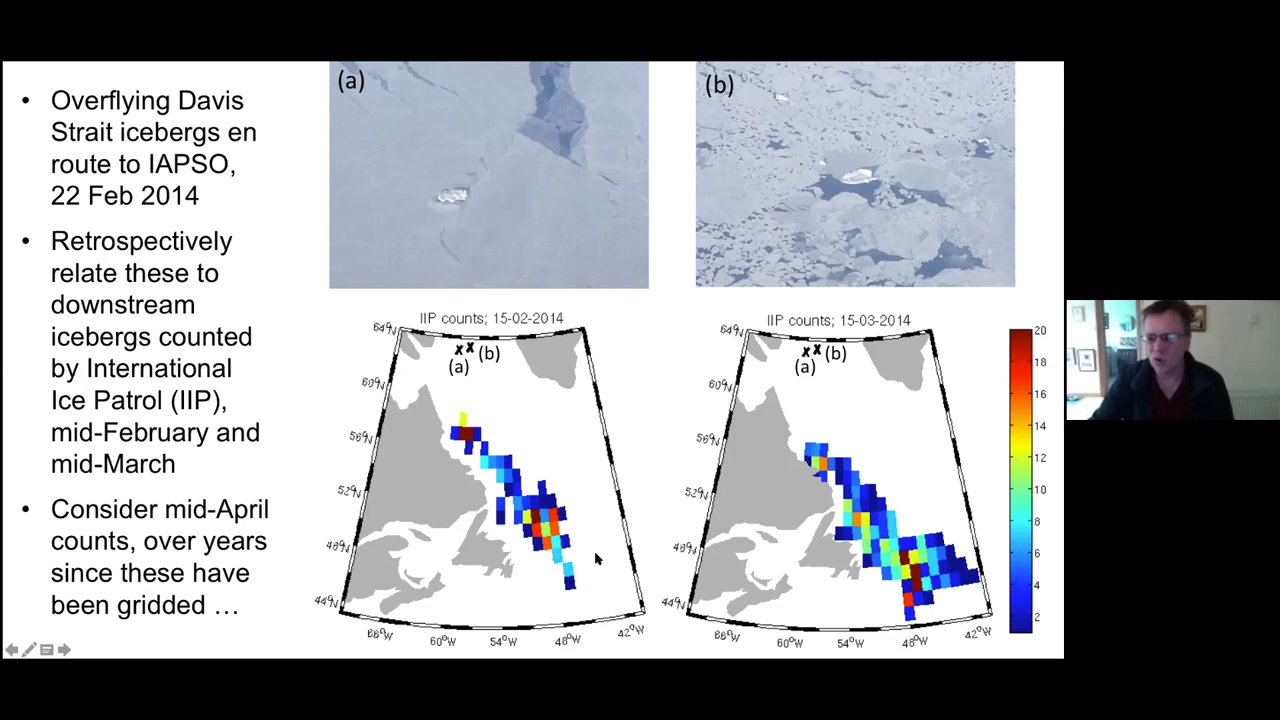 • Overflying Davis
Strait icebergs en
route to IAPSO,
22 Feb 2014
• Retrospectively
relate these to
downstream
icebergs counted
by International
Ice Patrol (IIP),
mid-February and
mid-March
• Consider mid-April
counts, over years
since these have
been gridded …
(a)
(b)
IIP counts; 15-02-2014
64°N
60°N
56°N
52°N
48°N
44°N
66°W
60°W
54°W
48°W
42°W
x x (b)
(a)
IIP counts; 15-03-2014
64°N
60°N
56°N
52°N
48°N
44°N
66°W
60°W
54°W
48°W
42°W
x x (b)
(a)
20
18
16
14
12
10
8
6
4
2